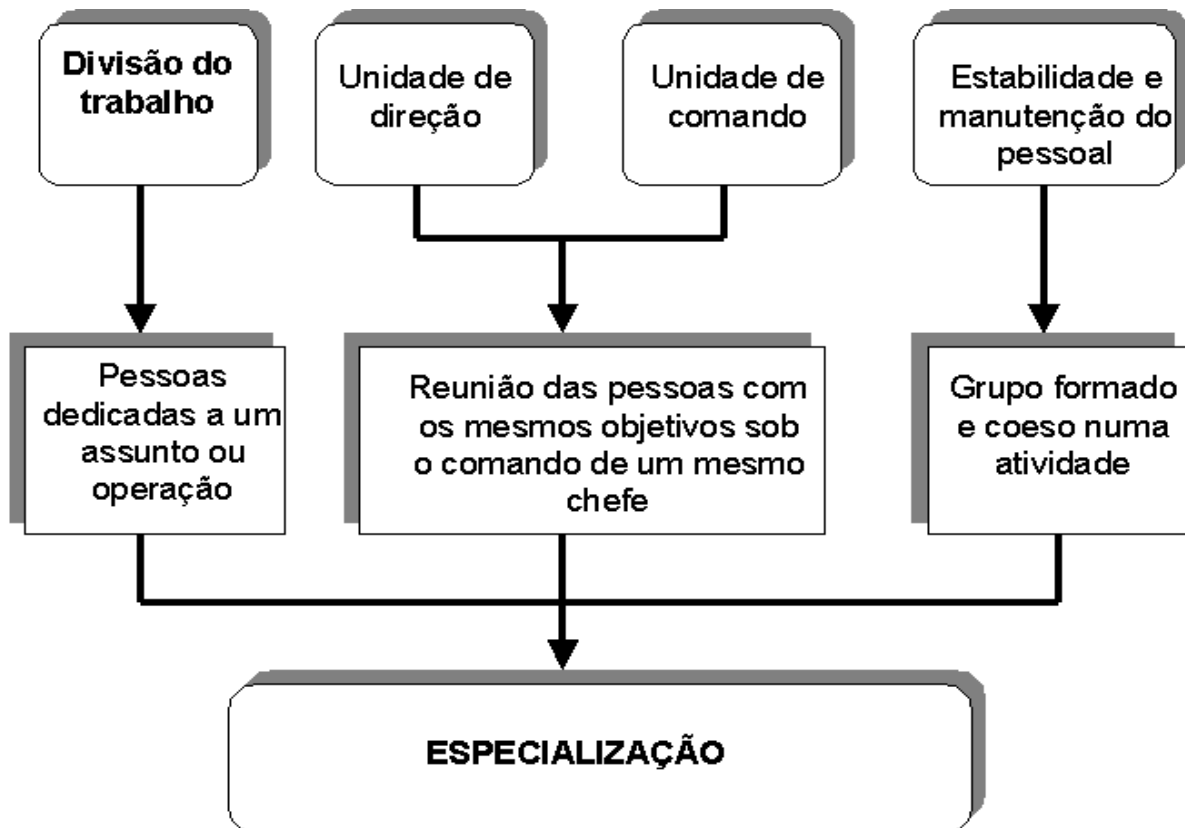 Divisão do
trabalho
Unidade de
direção
Unidade de
comando
Estabilidade e
manutenção do
pessoal
Pessoas
dedicadas a um
assunto ou
operação
Reunião das pessoas com
os mesmos objetivos sob
o comando de um mesmo
chefe
Grupo formado
e coeso numa
atividade
ESPECIALIZAÇÃO